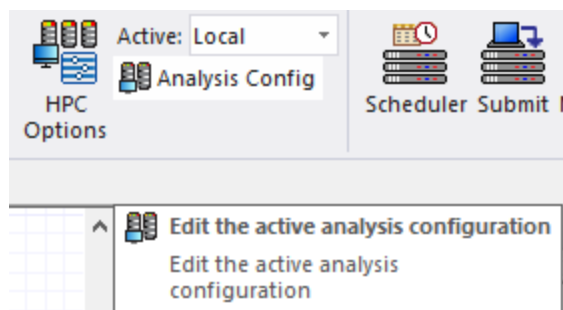 Active: Local
Analysis Config
HPC
Options
Scheduler Submit
Edit the active analysis configuration
Edit the active analysis
configuration